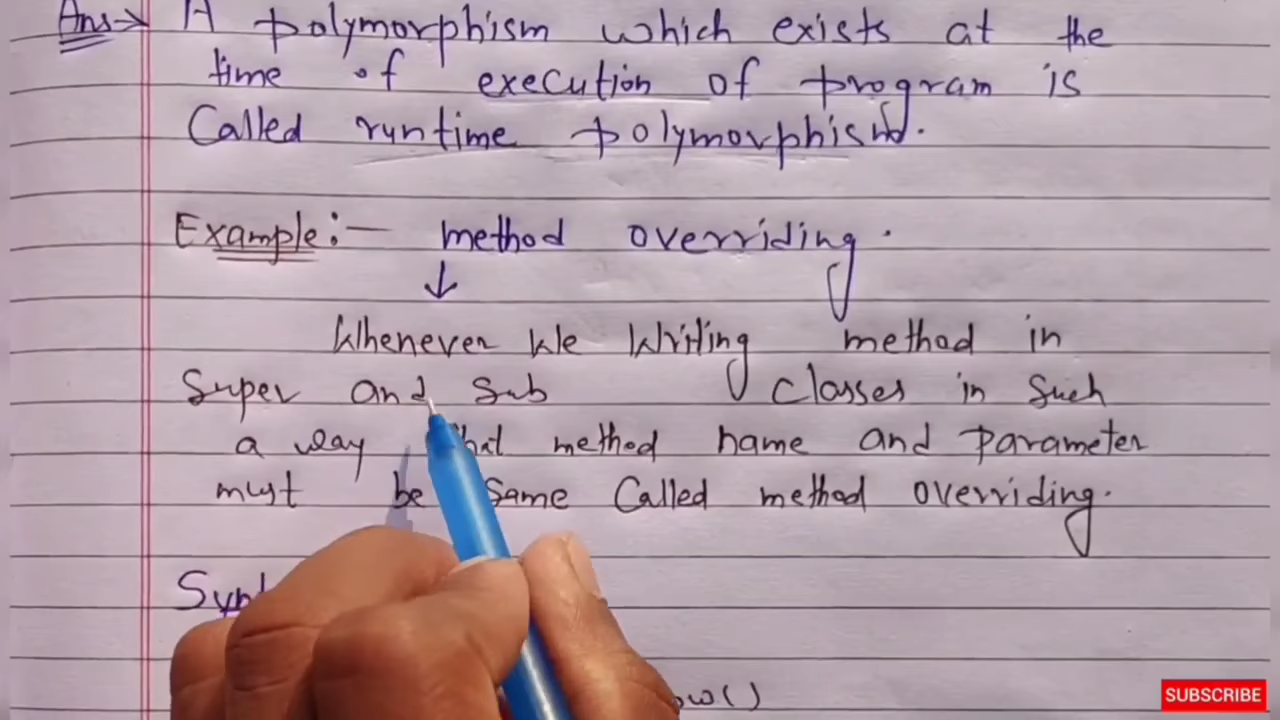 Ans → A polymorphism which exists at the
time of execution of program is
Called runtime polymorphism.
Example:- method overriding.
↓
Whenever We Writing method in
Super and Sub Classes in Such
a way that method name and parameter
must be Same Called method overriding.
SUBSCRIBE